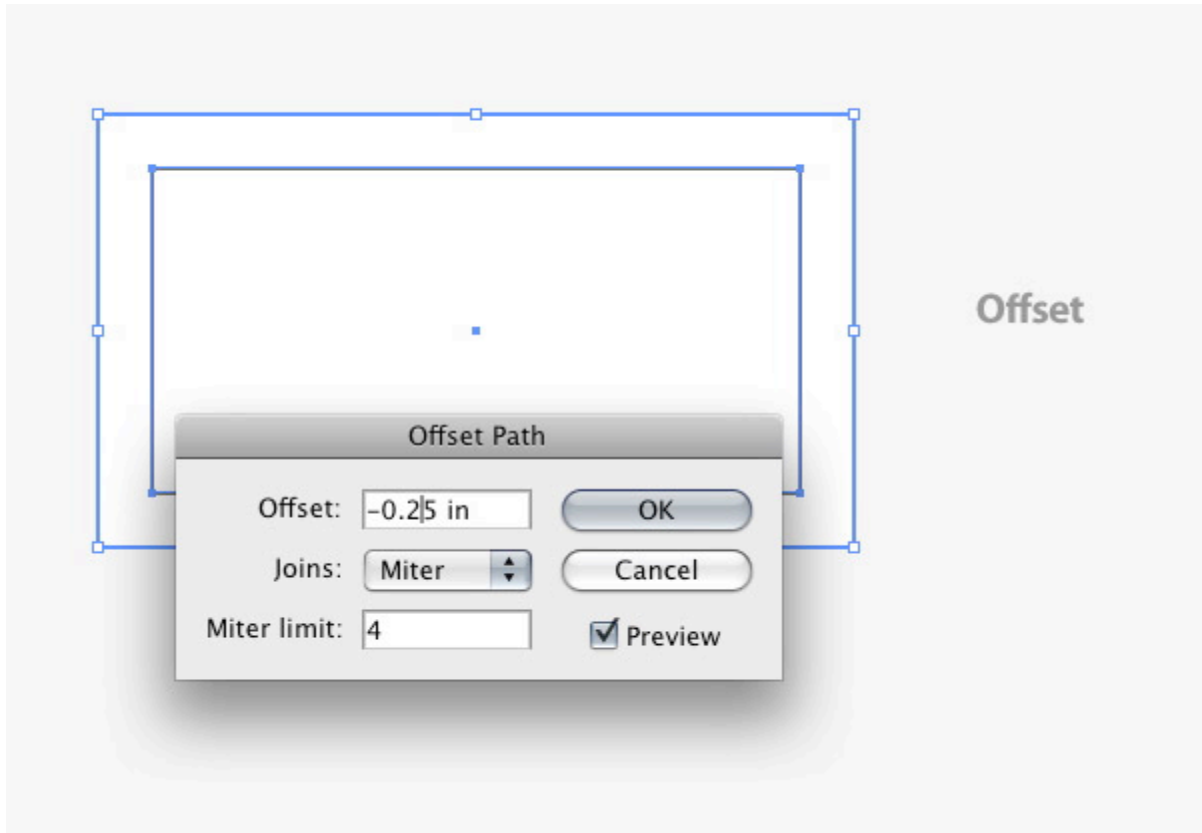 Offset
Offset Path
Offset: -0.25 in OK
Joins: Miter Cancel
Miter limit: 4 Preview